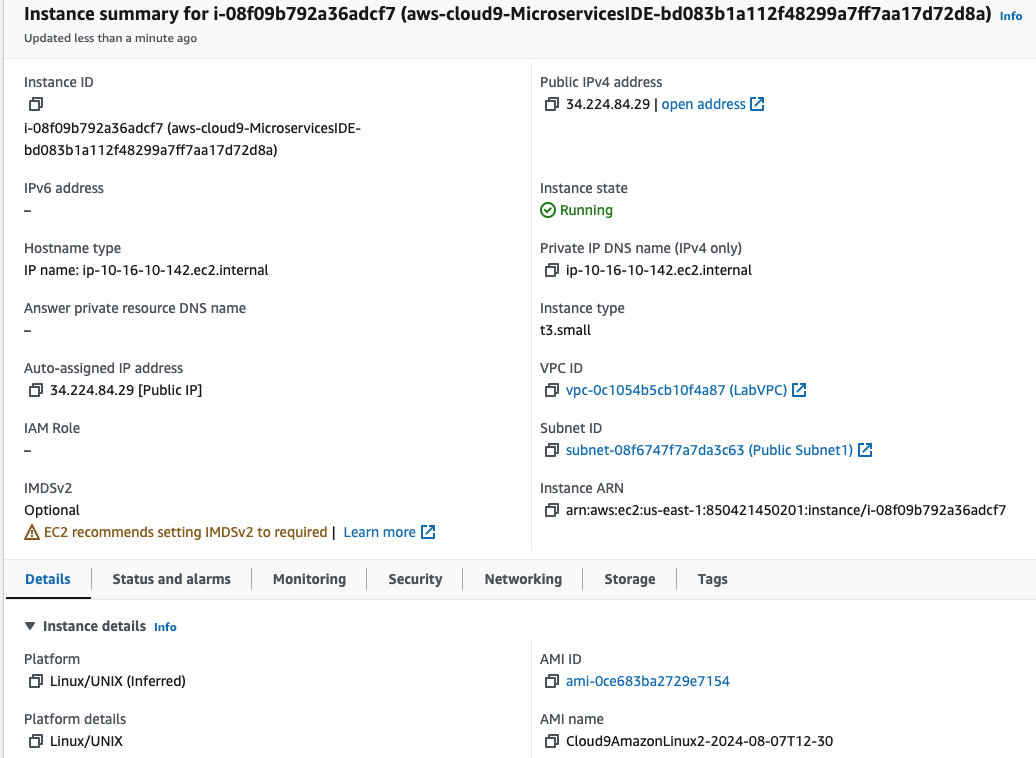 Instance summary for i-08f09b792a36adcf7 (aws-cloud9-MicroservicesIDE-bd083b1a112f48299a7ff7aa17d72d8a) Info
Updated less than a minute ago
Instance ID
i-08f09b792a36adcf7 (aws-cloud9-MicroservicesIDE-
bd083b1a112f48299a7ff7aa17d72d8a)
Public IPv4 address
34.224.84.29 | open address
IPv6 address
–
Instance state
Running
Hostname type
IP name: ip-10-16-10-142.ec2.internal
Private IP DNS name (IPv4 only)
ip-10-16-10-142.ec2.internal
Answer private resource DNS name
–
Instance type
t3.small
Auto-assigned IP address
34.224.84.29 [Public IP]
VPC ID
vpc-0c1054b5cb10f4a87 (LabVPC)
IAM Role
–
Subnet ID
subnet-08f6747f7a7da3c63 (Public Subnet1)
IMDSv2
Optional
EC2 recommends setting IMDSv2 to required | Learn more
Instance ARN
arn:aws:ec2:us-east-1:850421450201:instance/i-08f09b792a36adcf7
Details
Status and alarms
Monitoring
Security
Networking
Storage
Tags
Instance details Info
Platform
Linux/UNIX (Inferred)
AMI ID
ami-0ce683ba2729e7154
Platform details
Linux/UNIX
AMI name
Cloud9AmazonLinux2-2024-08-07T12-30